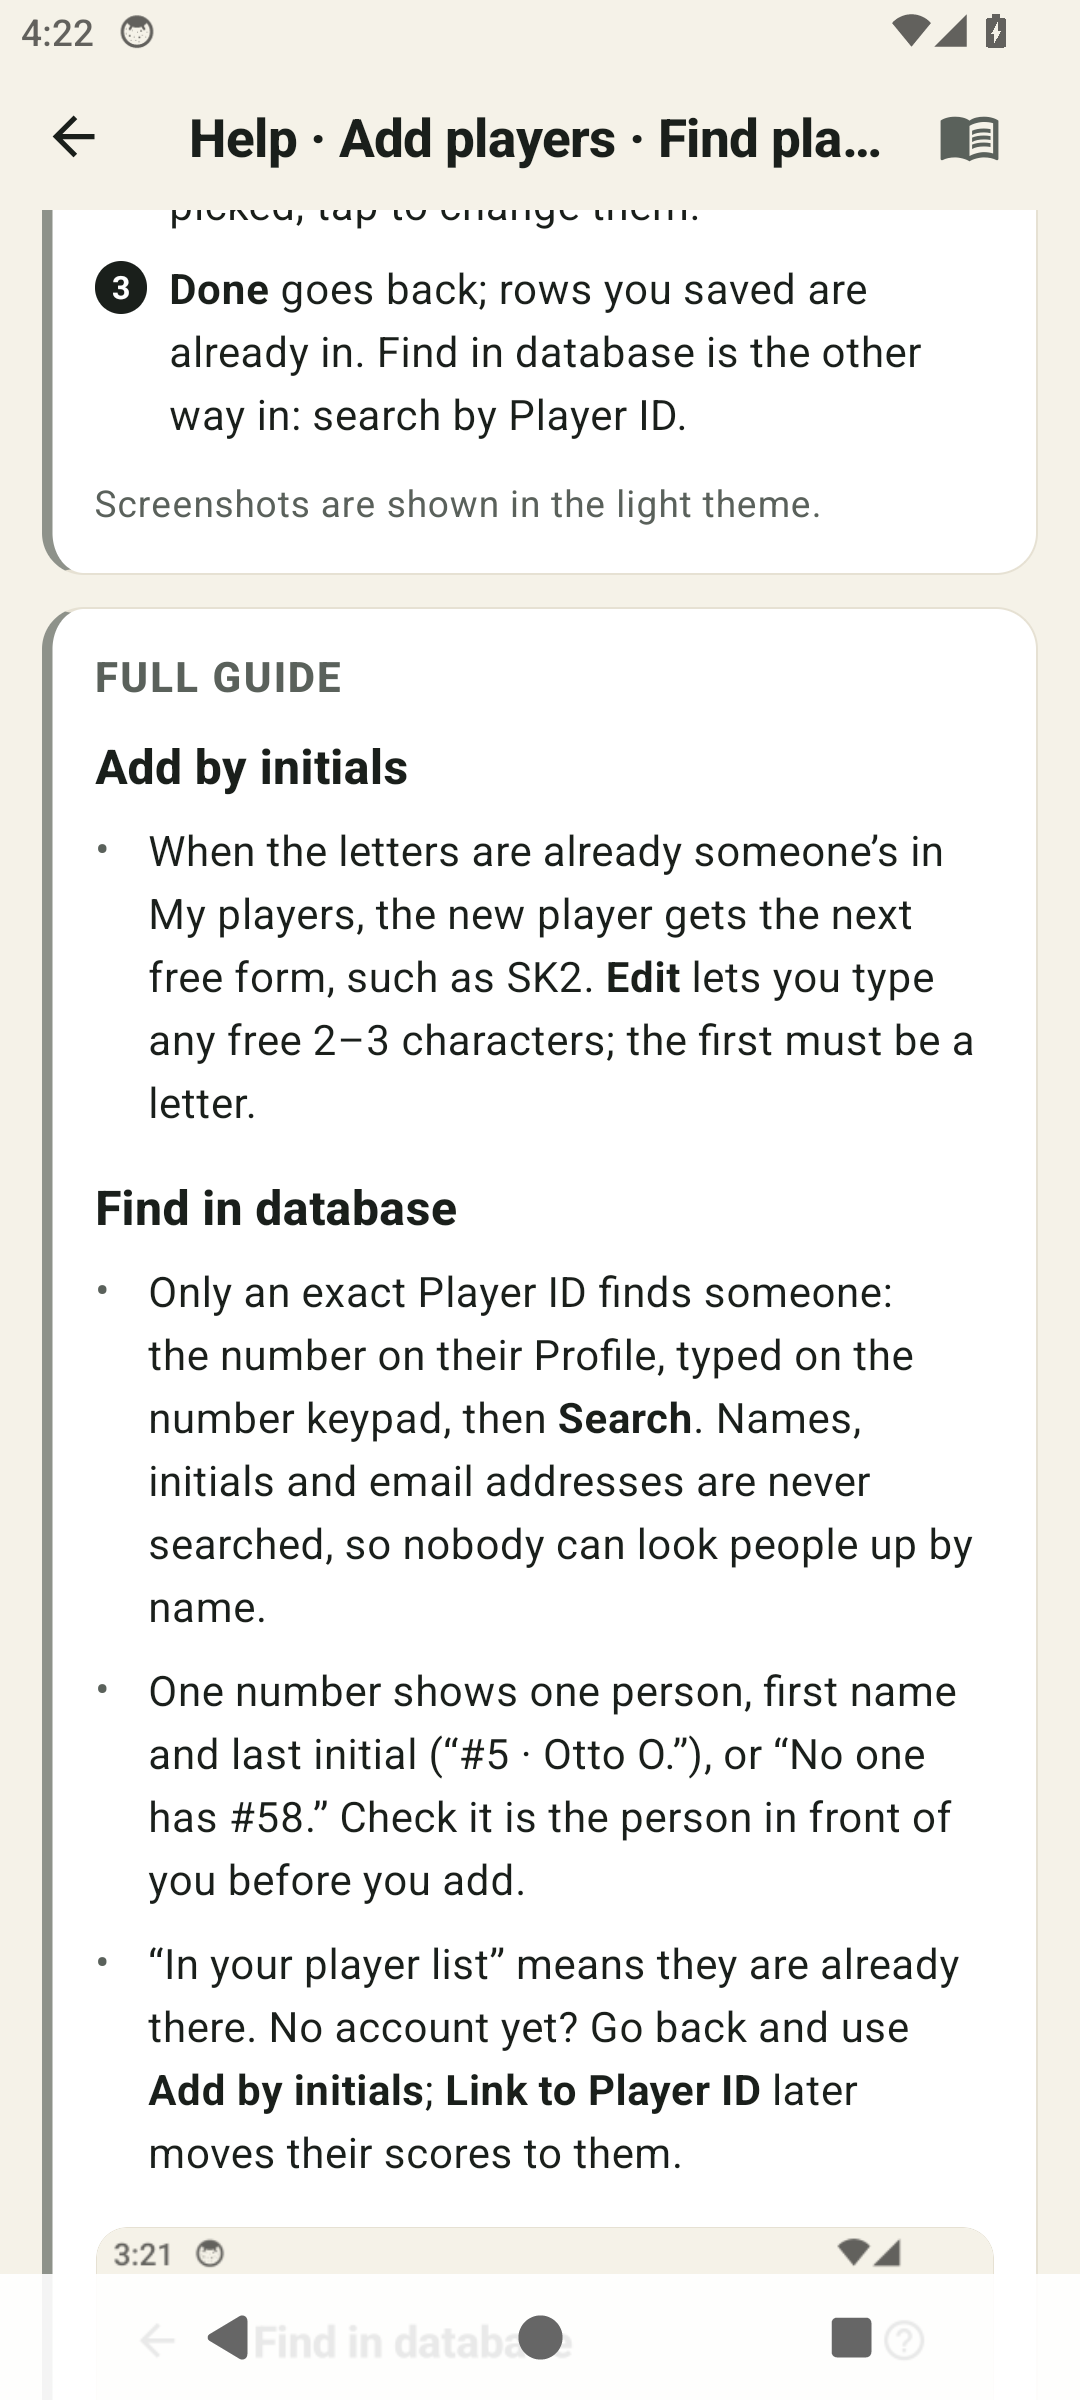 4:22
Help · Add players · Find pla...
picked, tap to change them.
3 Done goes back; rows you saved are
already in. Find in database is the other
way in: search by Player ID.
Screenshots are shown in the light theme.
FULL GUIDE
Add by initials
• When the letters are already someone’s in
My players, the new player gets the next
free form, such as SK2. Edit lets you type
any free 2–3 characters; the first must be a
letter.
Find in database
• Only an exact Player ID finds someone:
the number on their Profile, typed on the
number keypad, then Search. Names,
initials and email addresses are never
searched, so nobody can look people up by
name.
• One number shows one person, first name
and last initial (“#5 · Otto O.”), or “No one
has #58.” Check it is the person in front of
you before you add.
• “In your player list” means they are already
there. No account yet? Go back and use
Add by initials; Link to Player ID later
moves their scores to them.
3:21
Find in database